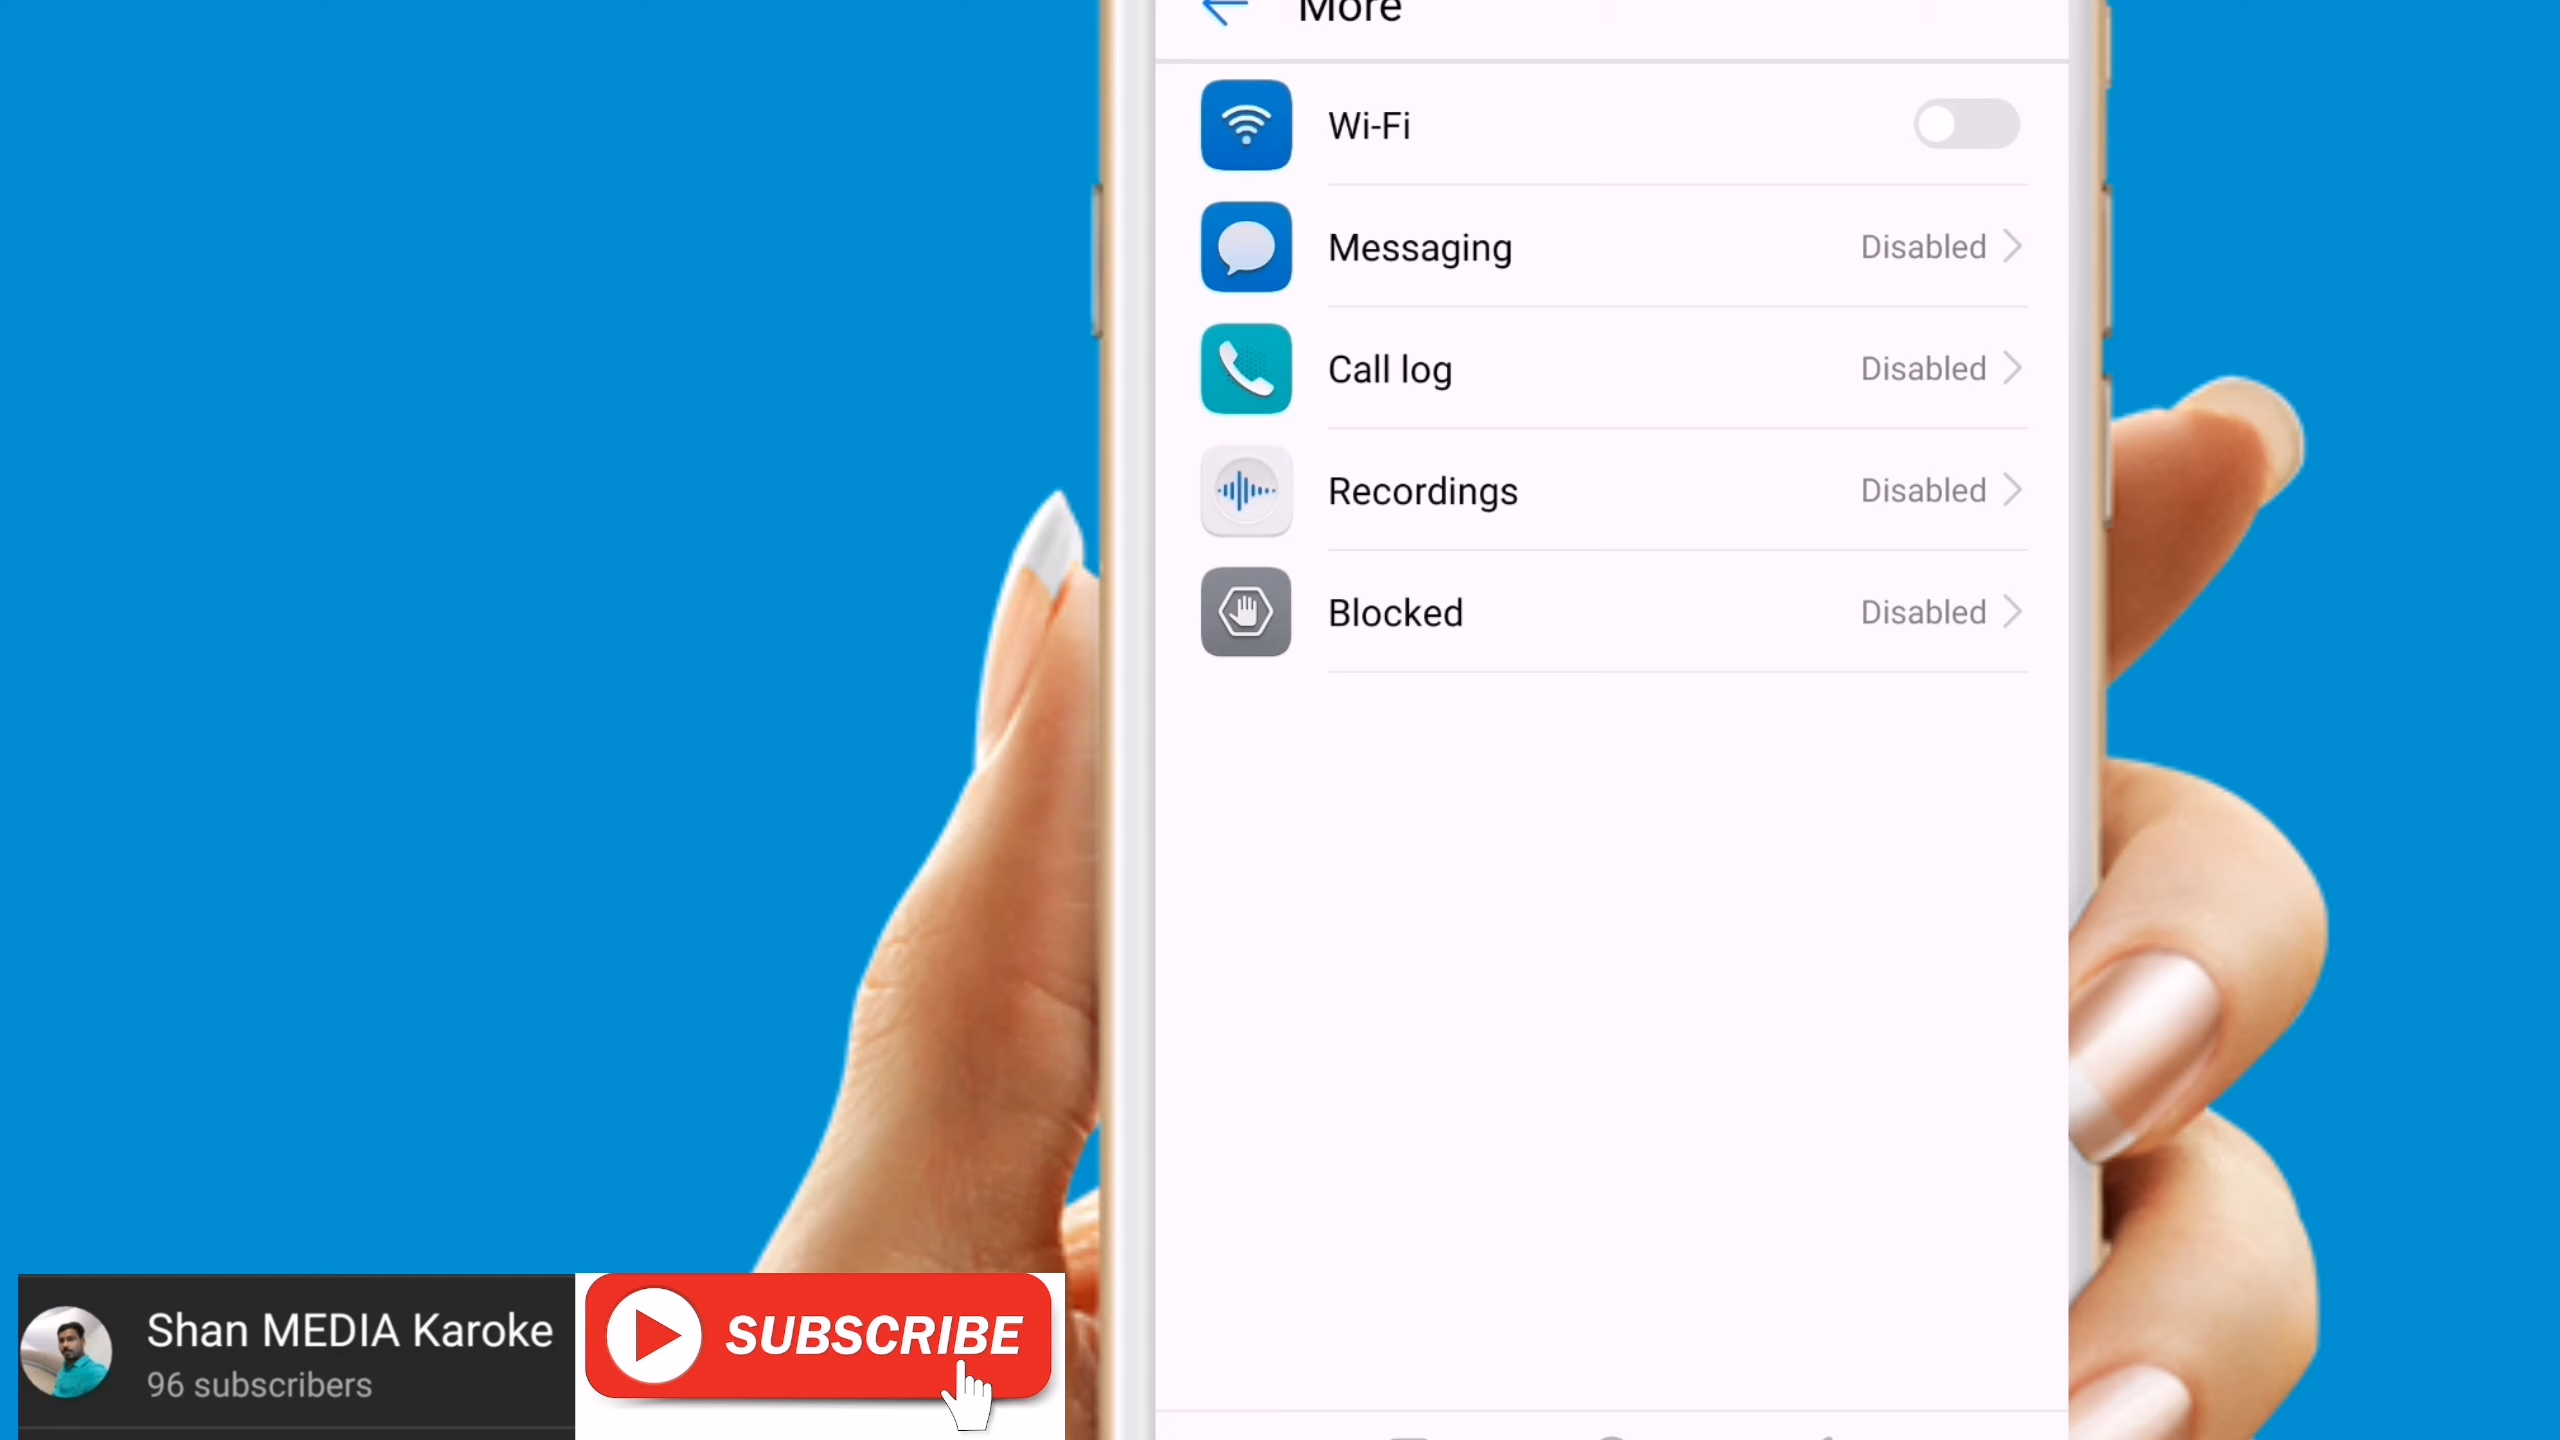 More
Wi-Fi
Messaging Disabled
Call log Disabled
Recordings Disabled
Blocked Disabled
Shan MEDIA Karoke
96 subscribers
SUBSCRIBE